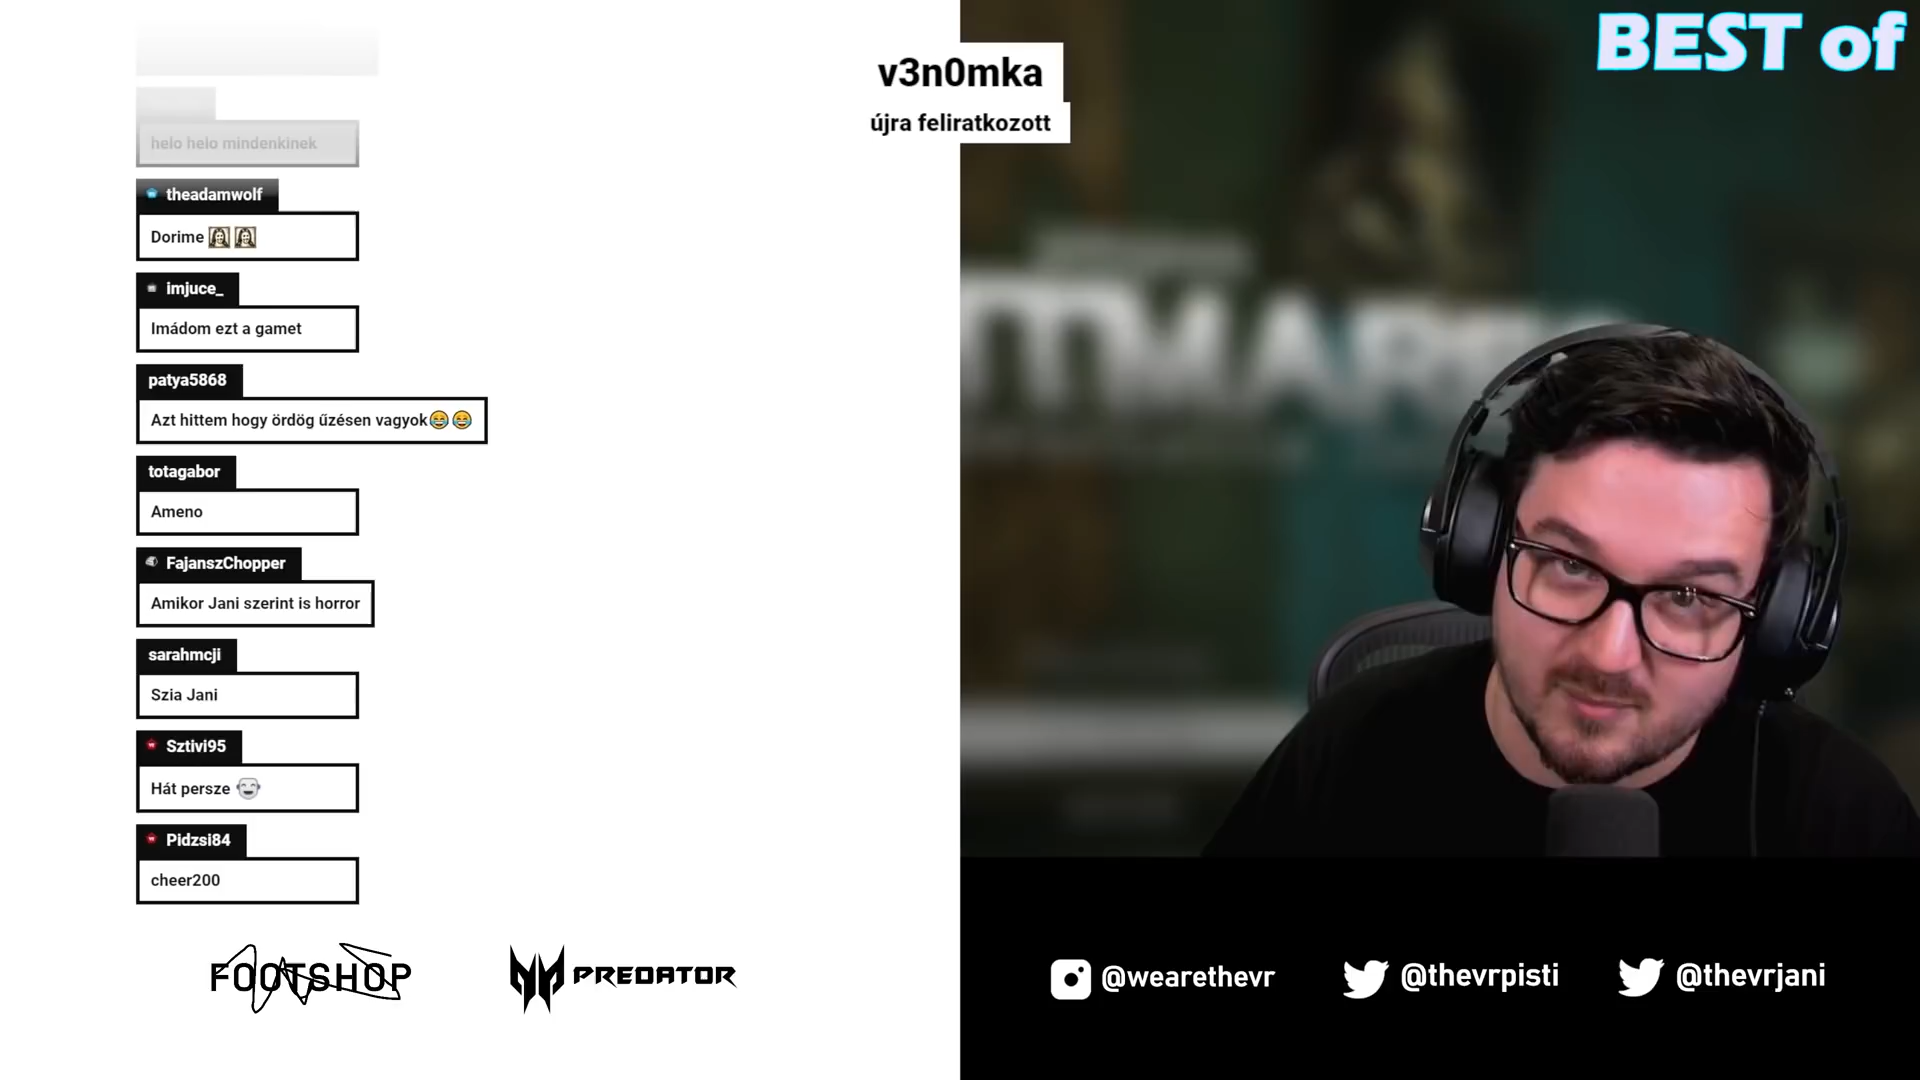 helo helo mindenkinek
theadamwolf
Dorime
imjuce_
Imádom ezt a gamet
patya5868
Azt hittem hogy ördög űzésen vagyok😂😂
totagabor
Ameno
FajanszChopper
Amikor Jani szerint is horror
sarahmcji
Szia Jani
Sztivi95
Hát persze
Pidzsi84
cheer200
FOOTSHOP
PREDATOR
v3n0mka
újra feliratkozott
BEST of
@wearethevr
@thevrpisti
@thevrjani